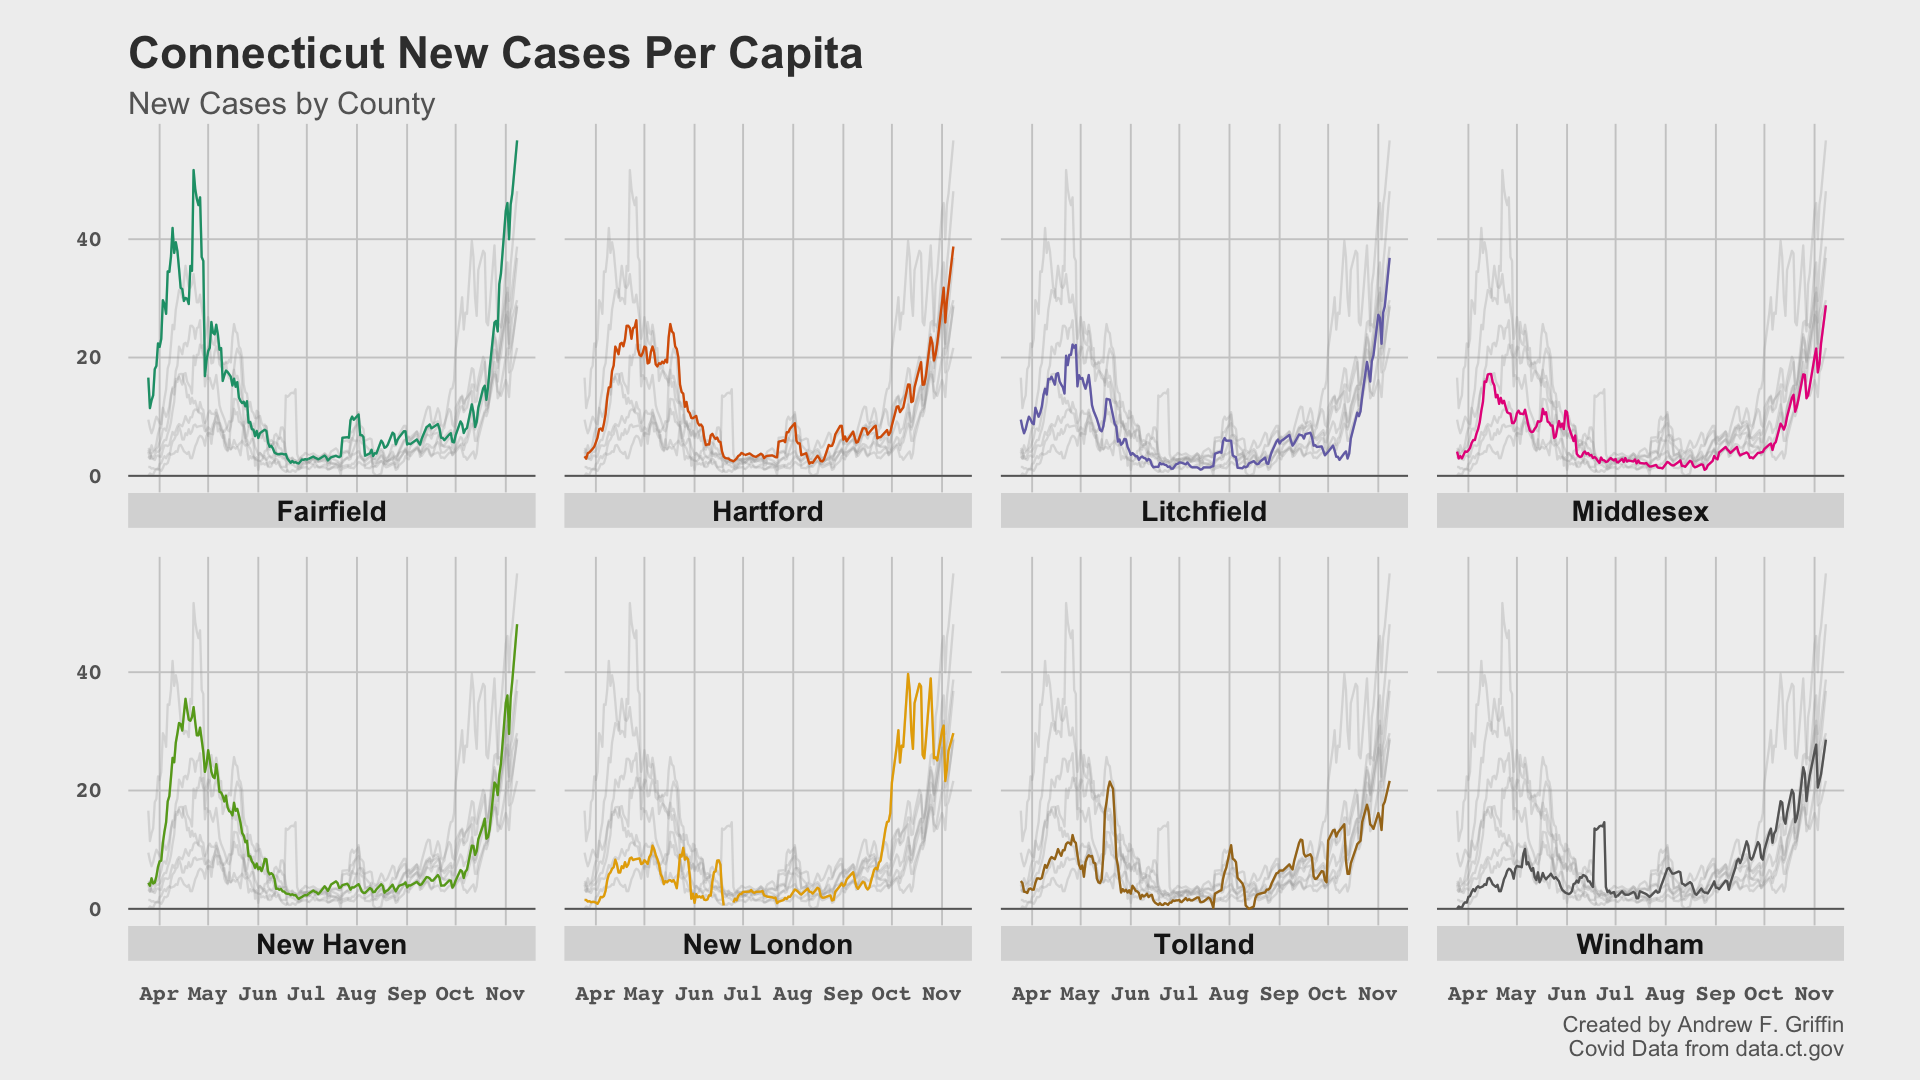 Connecticut New Cases Per Capita
New Cases by County
40
20
0
Fairfield Hartford Litchfield Middlesex
40
20
0
New Haven New London Tolland Windham
Apr May Jun Jul Aug Sep Oct Nov Apr May Jun Jul Aug Sep Oct Nov Apr May Jun Jul Aug Sep Oct Nov Apr May Jun Jul Aug Sep Oct Nov
Created by Andrew F. Griffin
Covid Data from data.ct.gov